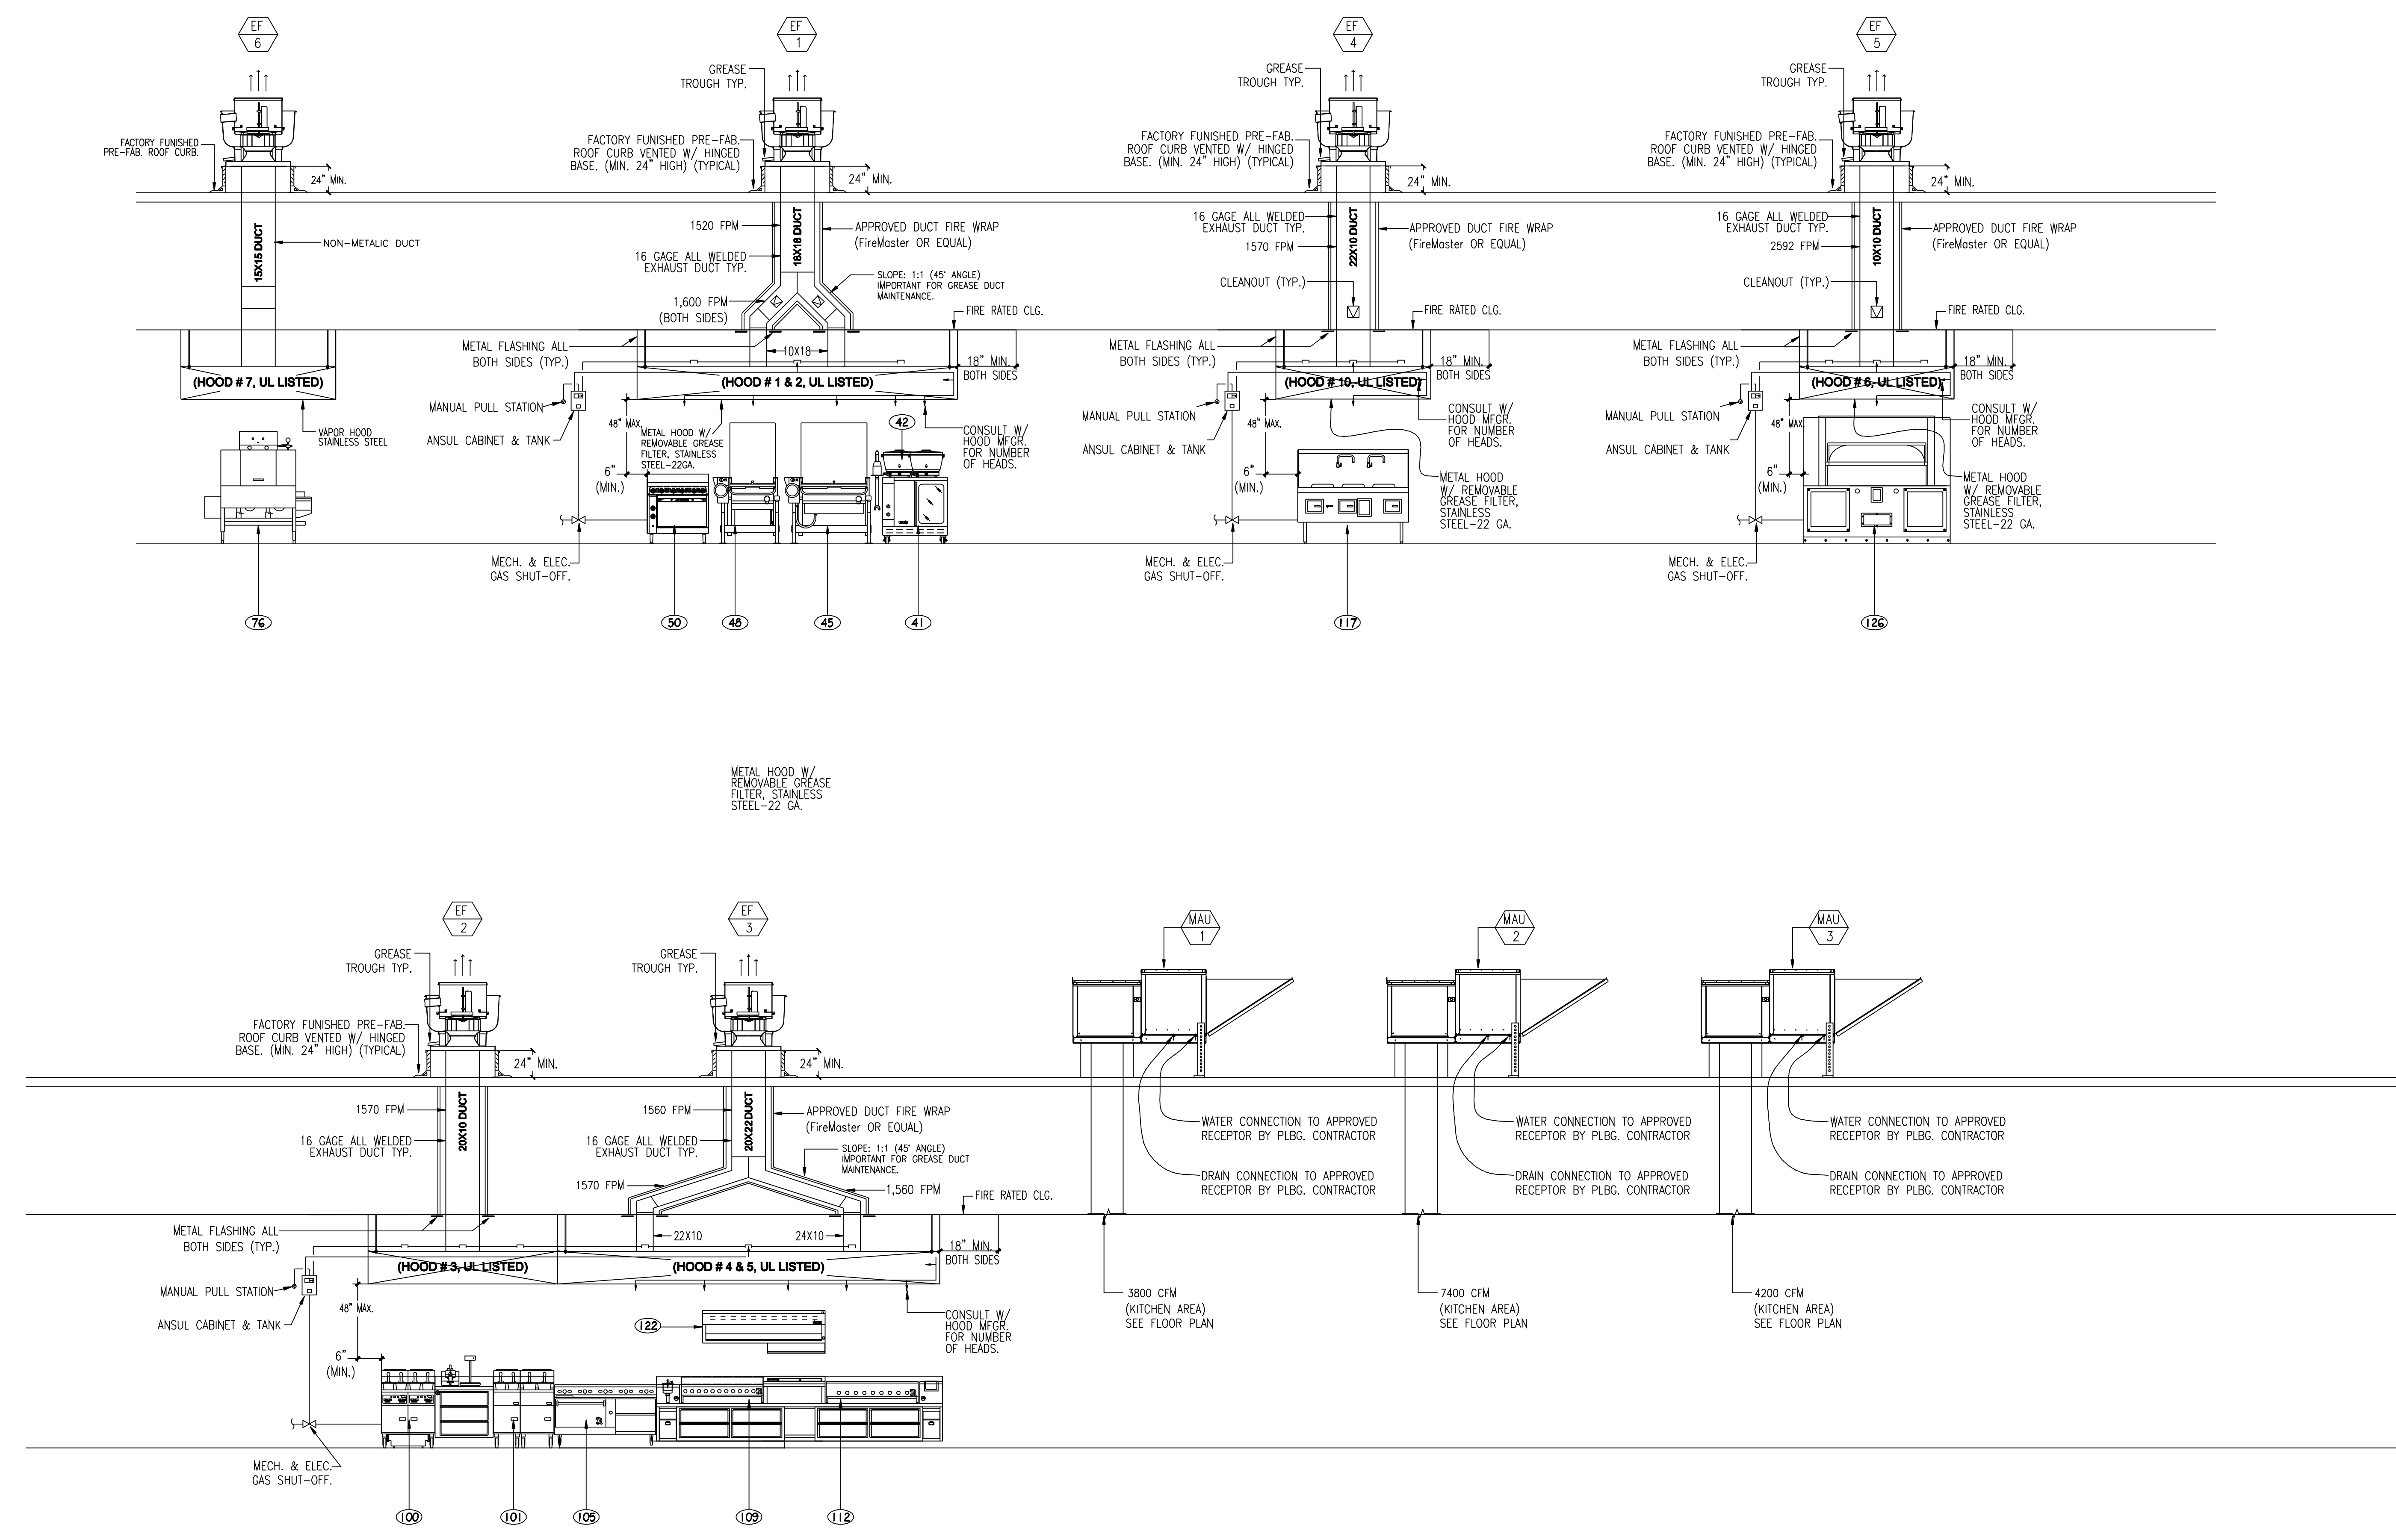 EF
6
FACTORY FUNISHED
PRE-FAB. ROOF CURB.
24" MIN.
15X15 DUCT
NON-METALIC DUCT
(HOOD # 7, UL LISTED)
VAPOR HOOD
STAINLESS STEEL
76
EF
1
GREASE
TROUGH TYP.
FACTORY FUNISHED PRE-FAB.
ROOF CURB VENTED W/ HINGED
BASE. (MIN. 24" HIGH) (TYPICAL)
24" MIN.
1520 FPM
18X18 DUCT
APPROVED DUCT FIRE WRAP
(FireMaster OR EQUAL)
16 GAGE ALL WELDED
EXHAUST DUCT TYP.
SLOPE: 1:1 (45' ANGLE)
IMPORTANT FOR GREASE DUCT
MAINTENANCE.
1,600 FPM
(BOTH SIDES)
FIRE RATED CLG.
METAL FLASHING ALL
BOTH SIDES (TYP.)
10X18
18" MIN.
BOTH SIDES
(HOOD # 1 & 2, UL LISTED)
MANUAL PULL STATION
ANSUL CABINET & TANK
48" MAX.
METAL HOOD W/
REMOVABLE GREASE
FILTER, STAINLESS
STEEL-22GA.
42
CONSULT W/
HOOD MFGR.
FOR NUMBER
OF HEADS.
6"
(MIN.)
MECH. & ELEC.
GAS SHUT-OFF.
50
48
45
41
EF
4
GREASE
TROUGH TYP.
FACTORY FUNISHED PRE-FAB.
ROOF CURB VENTED W/ HINGED
BASE. (MIN. 24" HIGH) (TYPICAL)
24" MIN.
16 GAGE ALL WELDED
EXHAUST DUCT TYP.
1570 FPM
22X10 DUCT
APPROVED DUCT FIRE WRAP
(FireMaster OR EQUAL)
CLEANOUT (TYP.)
FIRE RATED CLG.
METAL FLASHING ALL
BOTH SIDES (TYP.)
18" MIN.
BOTH SIDES
(HOOD # 10, UL LISTED)
MANUAL PULL STATION
ANSUL CABINET & TANK
48" MAX.
CONSULT W/
HOOD MFGR.
FOR NUMBER
OF HEADS.
6"
(MIN.)
METAL HOOD
W/ REMOVABLE
GREASE FILTER,
STAINLESS
STEEL-22 GA.
MECH. & ELEC.
GAS SHUT-OFF.
117
EF
5
GREASE
TROUGH TYP.
FACTORY FUNISHED PRE-FAB.
ROOF CURB VENTED W/ HINGED
BASE. (MIN. 24" HIGH) (TYPICAL)
24" MIN.
16 GAGE ALL WELDED
EXHAUST DUCT TYP.
2592 FPM
10X10 DUCT
APPROVED DUCT FIRE WRAP
(FireMaster OR EQUAL)
CLEANOUT (TYP.)
FIRE RATED CLG.
METAL FLASHING ALL
BOTH SIDES (TYP.)
18" MIN.
BOTH SIDES
(HOOD # 6, UL LISTED)
MANUAL PULL STATION
ANSUL CABINET & TANK
48" MAX.
CONSULT W/
HOOD MFGR.
FOR NUMBER
OF HEADS.
6"
(MIN.)
METAL HOOD
W/ REMOVABLE
GREASE FILTER,
STAINLESS
STEEL-22 GA.
MECH. & ELEC.
GAS SHUT-OFF.
126
METAL HOOD W/
REMOVABLE GREASE
FILTER, STAINLESS
STEEL-22 GA.
EF
2
GREASE
TROUGH TYP.
FACTORY FUNISHED PRE-FAB.
ROOF CURB VENTED W/ HINGED
BASE. (MIN. 24" HIGH) (TYPICAL)
24" MIN.
1570 FPM
20X10 DUCT
16 GAGE ALL WELDED
EXHAUST DUCT TYP.
METAL FLASHING ALL
BOTH SIDES (TYP.)
(HOOD # 3, UL LISTED)
MANUAL PULL STATION
ANSUL CABINET & TANK
48" MAX.
6"
(MIN.)
MECH. & ELEC.
GAS SHUT-OFF.
EF
3
GREASE
TROUGH TYP.
24" MIN.
1560 FPM
20X22DUCT
APPROVED DUCT FIRE WRAP
(FireMaster OR EQUAL)
16 GAGE ALL WELDED
EXHAUST DUCT TYP.
SLOPE: 1:1 (45' ANGLE)
IMPORTANT FOR GREASE DUCT
MAINTENANCE.
1570 FPM
1,560 FPM
FIRE RATED CLG.
22X10
24X10
18" MIN.
BOTH SIDES
(HOOD # 4 & 5, UL LISTED)
CONSULT W/
HOOD MFGR.
FOR NUMBER
OF HEADS.
122
100
101
105
109
112
MAU
1
WATER CONNECTION TO APPROVED
RECEPTOR BY PLBG. CONTRACTOR
DRAIN CONNECTION TO APPROVED
RECEPTOR BY PLBG. CONTRACTOR
3800 CFM
(KITCHEN AREA)
SEE FLOOR PLAN
MAU
2
WATER CONNECTION TO APPROVED
RECEPTOR BY PLBG. CONTRACTOR
DRAIN CONNECTION TO APPROVED
RECEPTOR BY PLBG. CONTRACTOR
7400 CFM
(KITCHEN AREA)
SEE FLOOR PLAN
MAU
3
WATER CONNECTION TO APPROVED
RECEPTOR BY PLBG. CONTRACTOR
DRAIN CONNECTION TO APPROVED
RECEPTOR BY PLBG. CONTRACTOR
4200 CFM
(KITCHEN AREA)
SEE FLOOR PLAN